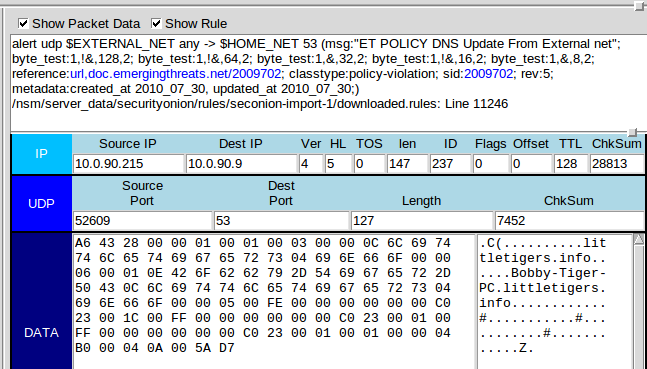 Show Packet Data Show Rule
alert udp $EXTERNAL_NET any -> $HOME_NET 53 (msg:"ET POLICY DNS Update From External net";
byte_test:1,!&,128,2; byte_test:1,!&,64,2; byte_test:1,&,32,2; byte_test:1,!&,16,2; byte_test:1,&,8,2;
reference:url,doc.emergingthreats.net/2009702; classtype:policy-violation; sid:2009702; rev:5;
metadata:created_at 2010_07_30, updated_at 2010_07_30;)
/nsm/server_data/securityonion/rules/seconion-import-1/downloaded.rules: Line 11246
IP
Source IP Dest IP Ver HL TOS len ID Flags Offset TTL ChkSum
10.0.90.215 10.0.90.9 4 5 0 147 237 0 0 128 28813
UDP
Source Port Dest Port Length ChkSum
52609 53 127 7452
DATA
A6 43 28 00 00 01 00 01 00 03 00 00 0C 6C 69 74 .C(..........lit
74 6C 65 74 69 67 65 72 73 04 69 6E 66 6F 00 00 tletigers.info..
06 00 01 0E 42 6F 62 62 79 2D 54 69 67 65 72 2D ....Bobby-Tiger-
50 43 0C 6C 69 74 74 6C 65 74 69 67 65 72 73 04 PC.littletigers.
69 6E 66 6F 00 00 05 00 FE 00 00 00 00 00 00 C0 info............
23 00 1C 00 FF 00 00 00 00 00 00 C0 23 00 01 00 #...........#...
FF 00 00 00 00 00 00 C0 23 00 01 00 01 00 00 04 ........#.......
B0 00 04 0A 00 5A D7 .....Z.